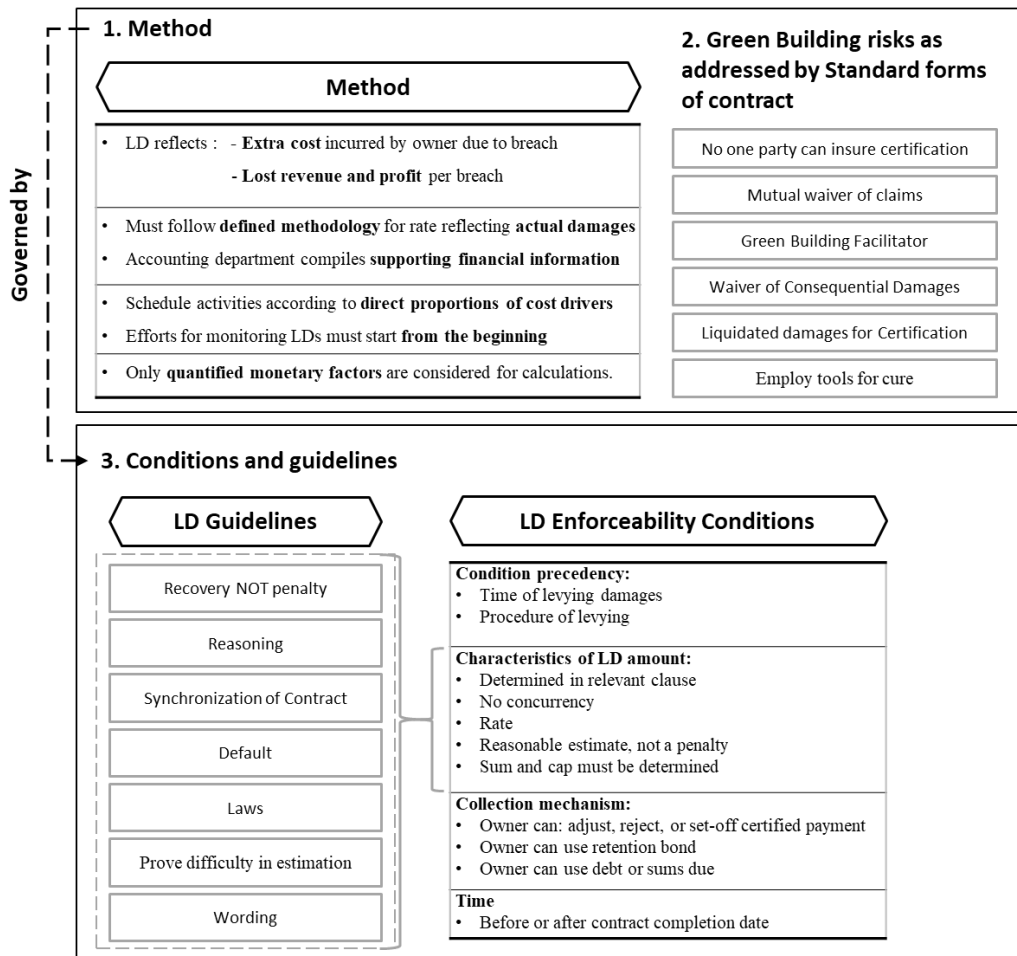 Governed by
1. Method
Method
• LD reflects : - Extra cost incurred by owner due to breach
- Lost revenue and profit per breach
• Must follow defined methodology for rate reflecting actual damages
• Accounting department compiles supporting financial information
• Schedule activities according to direct proportions of cost drivers
• Efforts for monitoring LDs must start from the beginning
• Only quantified monetary factors are considered for calculations.
2. Green Building risks as
addressed by Standard forms
of contract
No one party can insure certification
Mutual waiver of claims
Green Building Facilitator
Waiver of Consequential Damages
Liquidated damages for Certification
Employ tools for cure
3. Conditions and guidelines
LD Guidelines
Recovery NOT penalty
Reasoning
Synchronization of Contract
Default
Laws
Prove difficulty in estimation
Wording
LD Enforceability Conditions
Condition precedency:
• Time of levying damages
• Procedure of levying
Characteristics of LD amount:
• Determined in relevant clause
• No concurrency
• Rate
• Reasonable estimate, not a penalty
• Sum and cap must be determined
Collection mechanism:
• Owner can: adjust, reject, or set-off certified payment
• Owner can use retention bond
• Owner can use debt or sums due
Time
• Before or after contract completion date